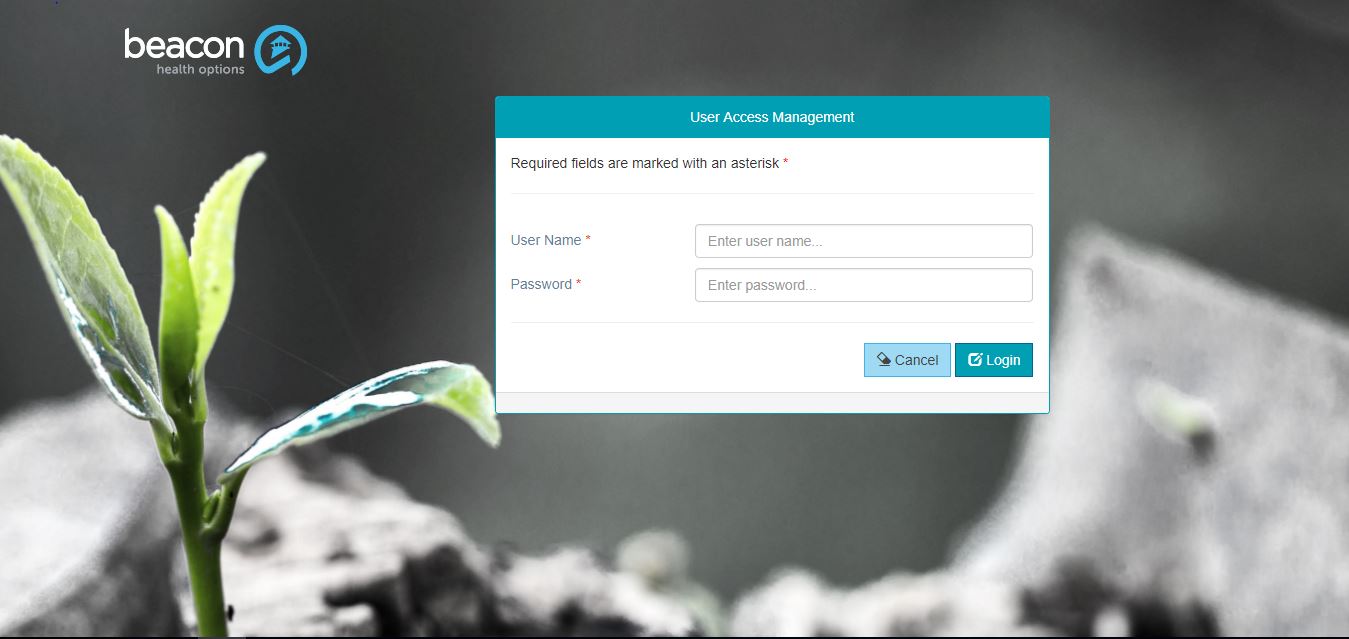 beacon
health options
User Access Management
Required fields are marked with an asterisk *
User Name * Enter user name...
Password * Enter password...
Cancel Login